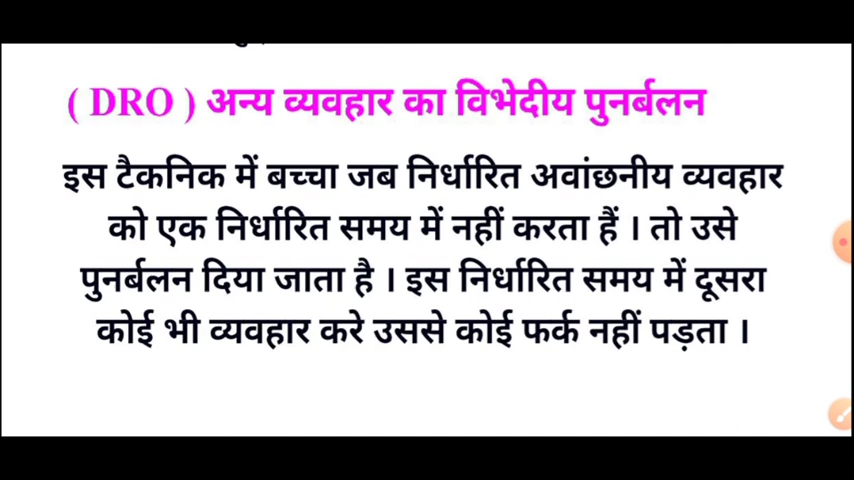 ( DRO ) अन्य व्यवहार का विभेदीय पुनर्बलन
इस टैकनिक में बच्चा जब निर्धारित अवांछनीय व्यवहार
को एक निर्धारित समय में नहीं करता हैं । तो उसे
पुनर्बलन दिया जाता है । इस निर्धारित समय में दूसरा
कोई भी व्यवहार करे उससे कोई फर्क नहीं पड़ता ।